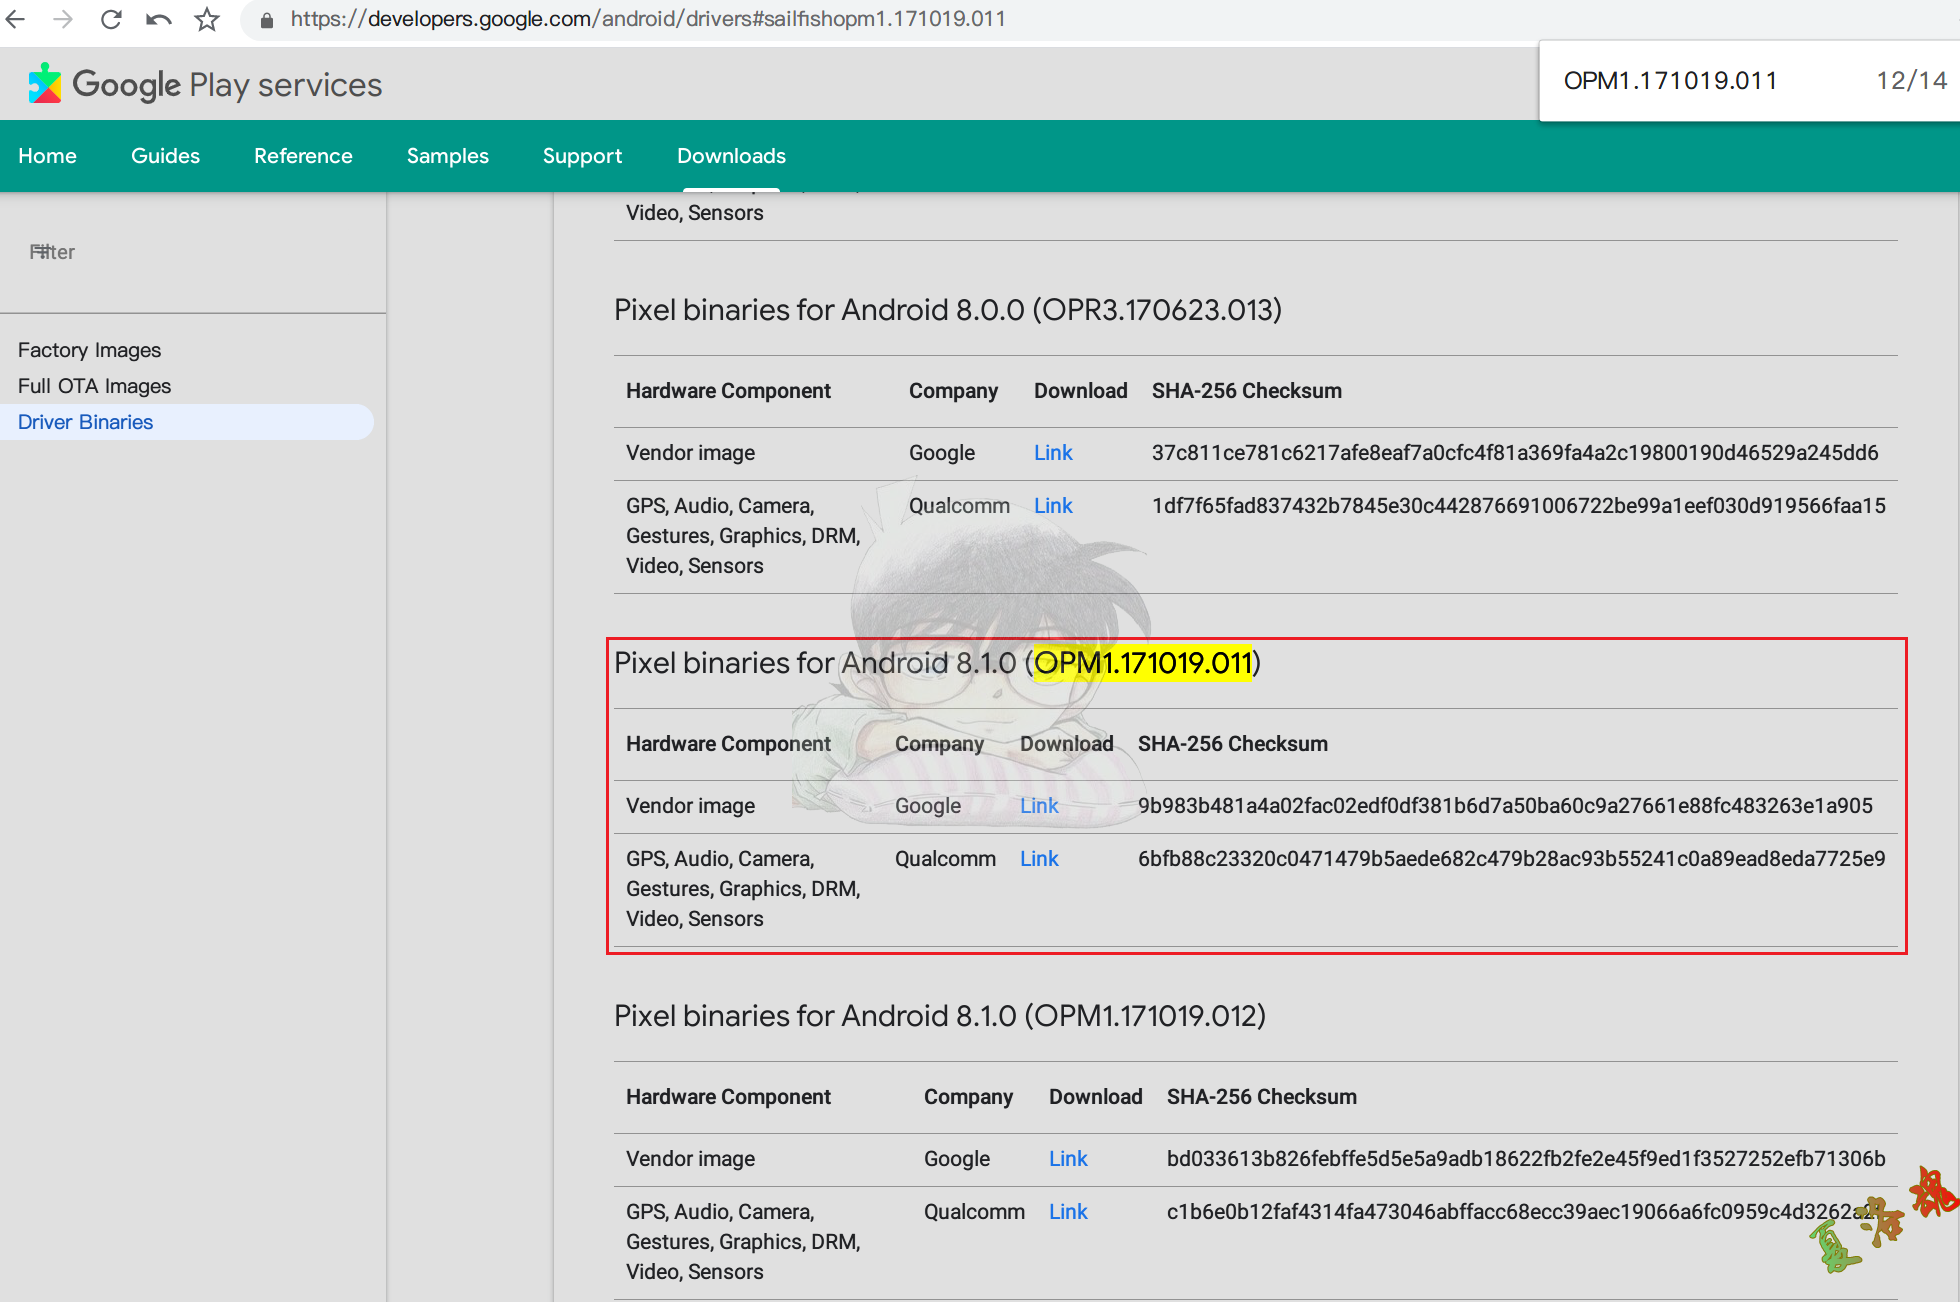 https://developers.google.com/android/drivers#sailfishopm1.171019.011
OPM1.171019.011 12/14
Google Play services
Home Guides Reference Samples Support Downloads
Video, Sensors
Filter
Factory Images
Full OTA Images
Driver Binaries
Pixel binaries for Android 8.0.0 (OPR3.170623.013)
Hardware Component Company Download SHA-256 Checksum
Vendor image Google Link 37c811ce781c6217afe8eaf7a0cfc4f81a369fa4a2c19800190d46529a245dd6
GPS, Audio, Camera, Qualcomm Link 1df7f65fad837432b7845e30c442876691006722be99a1eef030d919566faa15
Gestures, Graphics, DRM,
Video, Sensors
Pixel binaries for Android 8.1.0 (OPM1.171019.011)
Hardware Component Company Download SHA-256 Checksum
Vendor image Google Link 9b983b481a4a02fac02edf0df381b6d7a50ba60c9a27661e88fc483263e1a905
GPS, Audio, Camera, Qualcomm Link 6bfb88c23320c0471479b5aede682c479b28ac93b55241c0a89ead8eda7725e9
Gestures, Graphics, DRM,
Video, Sensors
Pixel binaries for Android 8.1.0 (OPM1.171019.012)
Hardware Component Company Download SHA-256 Checksum
Vendor image Google Link bd033613b826febffe5d5e5a9adb18622fb2fe2e45f9ed1f3527252efb71306b
GPS, Audio, Camera, Qualcomm Link
Gestures, Graphics, DRM,
Video, Sensors